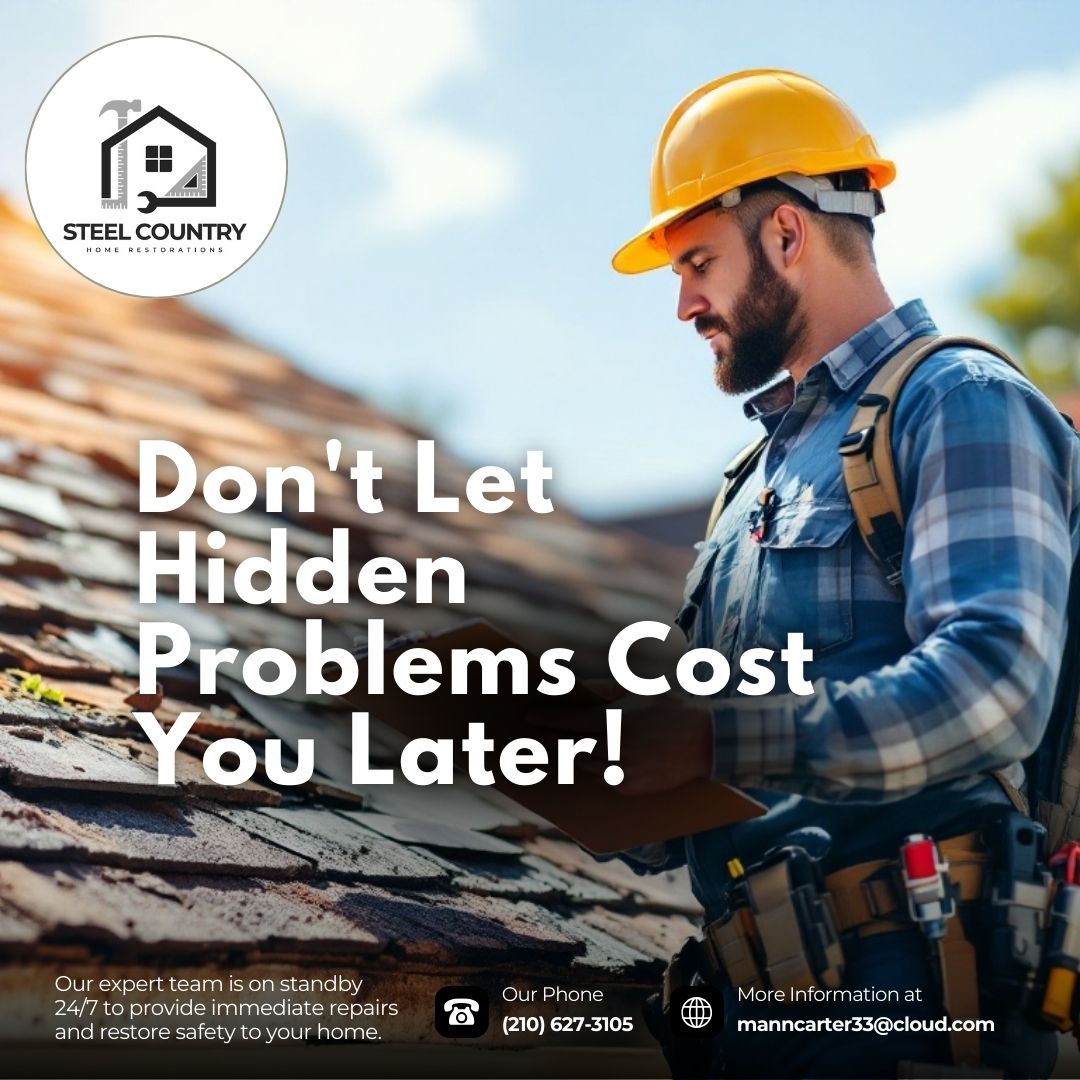 STEEL COUNTRY
HOME RESTORATIONS
Don't Let
Hidden
Problems Cost
You Later!
Our expert team is on standby
24/7 to provide immediate repairs
and restore safety to your home.
Our Phone
(210) 627-3105
More Information at
manncarter33@cloud.com